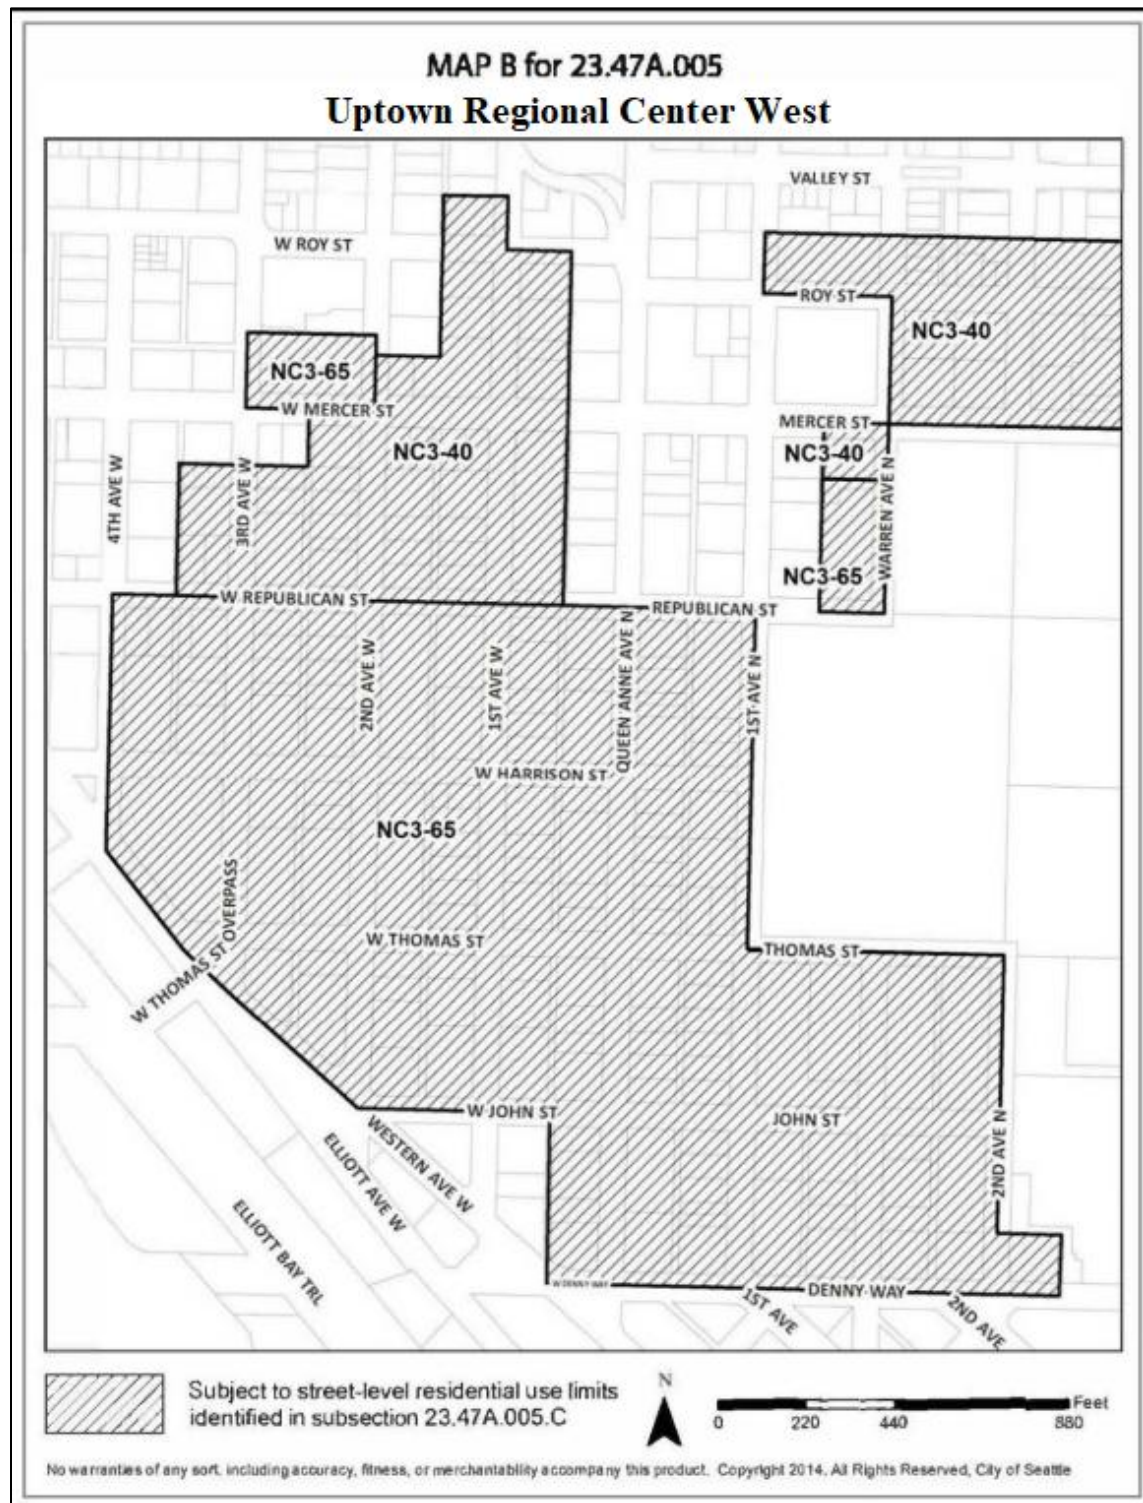 MAP B for 23.47A.005
Uptown Regional Center West
VALLEY ST
W ROY ST
ROY ST
NC3-40
NC3-65
W MERCER ST
MERCER ST
NC3-40
NC3-40
4TH AVE W
3RD AVE W
WARREN AVE N
NC3-65
W REPUBLICAN ST
REPUBLICAN ST
2ND AVE W
1ST AVE W
QUEEN ANNE AVE N
1ST AVE N
W HARRISON ST
NC3-65
W THOMAS ST OVERPASS
W THOMAS ST
THOMAS ST
W JOHN ST
JOHN ST
2ND AVE N
WESTERN AVE W
ELLIOTT AVE W
ELLIOTT BAY TRL
W DENNY WAY
DENNY WAY
1ST AVE
2ND AVE
Subject to street-level residential use limits
identified in subsection 23.47A.005.C
N
Feet
0 220 440 880
No warranties of any sort, including accuracy, fitness, or merchantability accompany this product. Copyright 2014. All Rights Reserved, City of Seattle